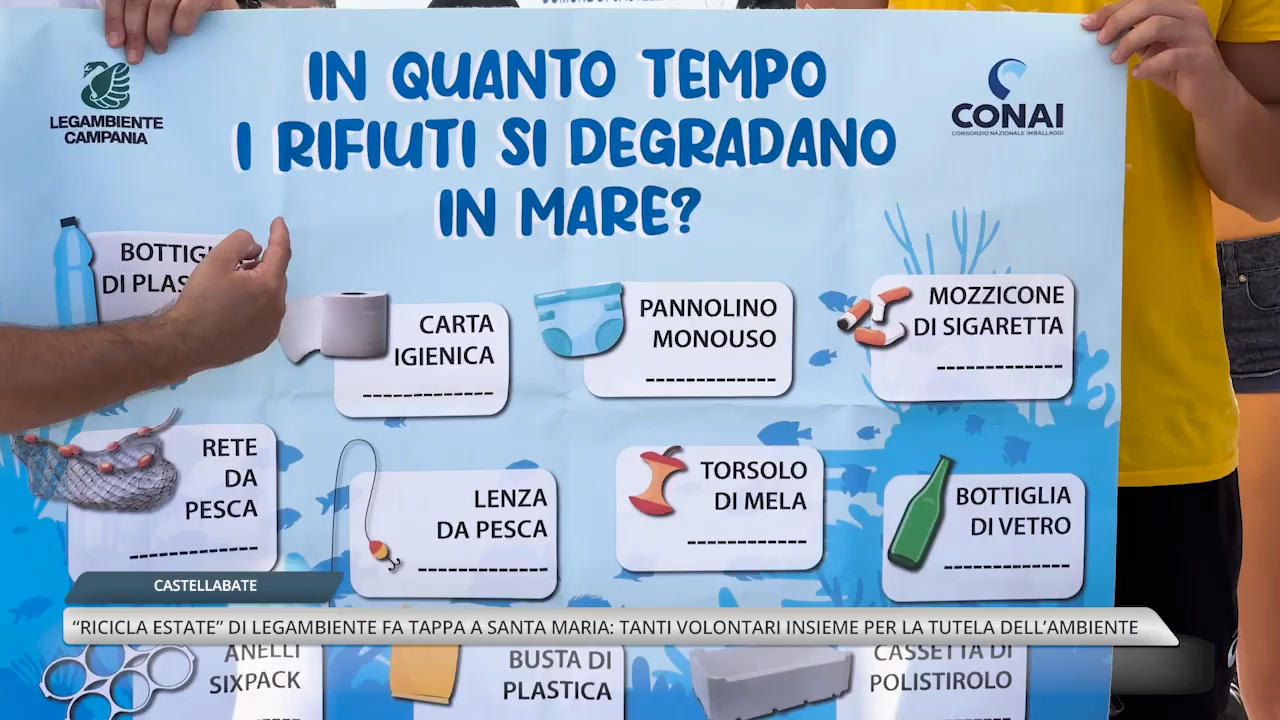 LEGAMBIENTE
CAMPANIA
IN QUANTO TEMPO
I RIFIUTI SI DEGRADANO
IN MARE?
CONAI
CONSORZIO NAZIONALE IMBALLAGGI
BOTTIG
DI PLAS
CARTA
IGIENICA
PANNOLINO
MONOUSO
MOZZICONE
DI SIGARETTA
RETE
DA
PESCA
LENZA
DA PESCA
TORSOLO
DI MELA
BOTTIGLIA
DI VETRO
CASTELLABATE
“RICICLA ESTATE” DI LEGAMBIENTE FA TAPPA A SANTA MARIA: TANTI VOLONTARI INSIEME PER LA TUTELA DELL’AMBIENTE
ANELLI
SIXPACK
BUSTA DI
PLASTICA
CASSETTA DI
POLISTIROLO